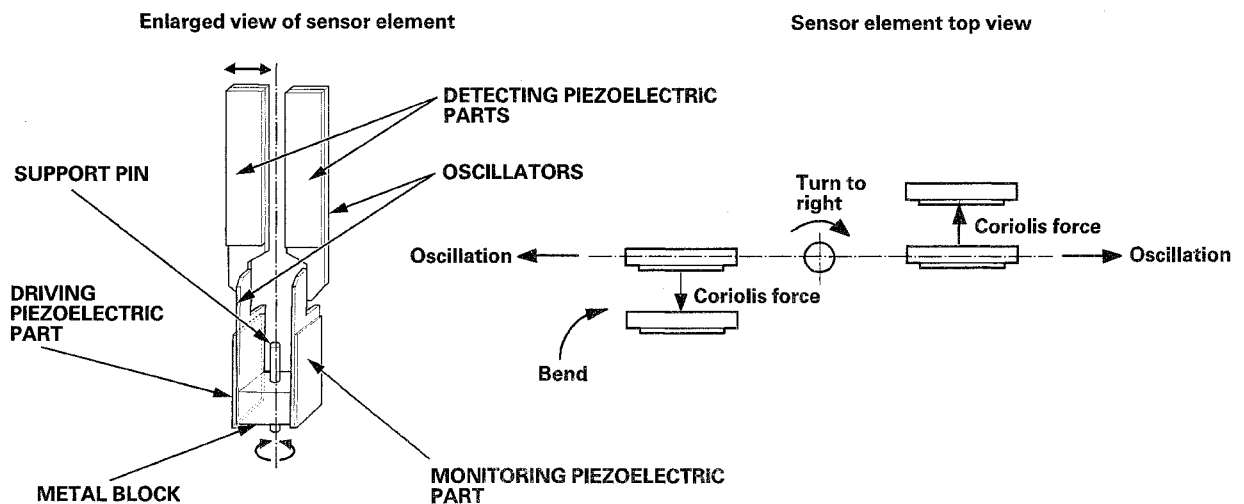 Enlarged view of sensor element
DETECTING PIEZOELECTRIC
PARTS
SUPPORT PIN
OSCILLATORS
DRIVING
PIEZOELECTRIC
PART
METAL BLOCK
MONITORING PIEZOELECTRIC
PART
Sensor element top view
Turn to
right
Coriolis force
Oscillation
Oscillation
Coriolis force
Bend